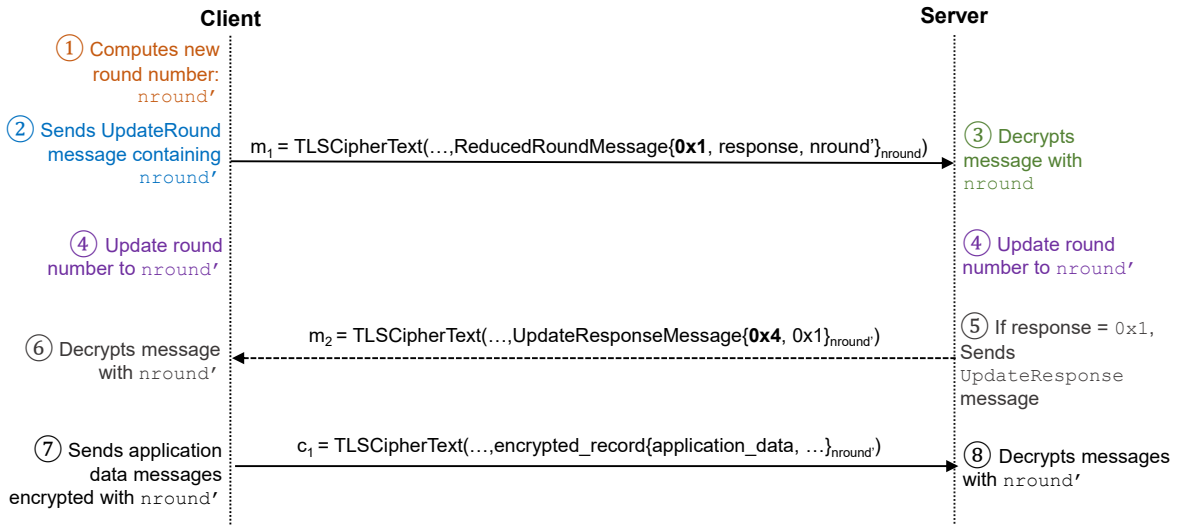 Client
Server
① Computes new
round number:
nround’
② Sends UpdateRound
message containing
nround’
m1 = TLSCipherText(…,ReducedRoundMessage{0x1, response, nround’}nround)
③ Decrypts
message with
nround
④ Update round
number to nround’
④ Update round
number to nround’
m2 = TLSCipherText(…,UpdateResponseMessage{0x4, 0x1}nround’)
⑤ If response = 0x1,
Sends
UpdateResponse
message
⑥ Decrypts message
with nround’
⑦ Sends application
data messages
encrypted with nround’
c1 = TLSCipherText(…,encrypted_record{application_data, …}nround’)
⑧ Decrypts messages
with nround’